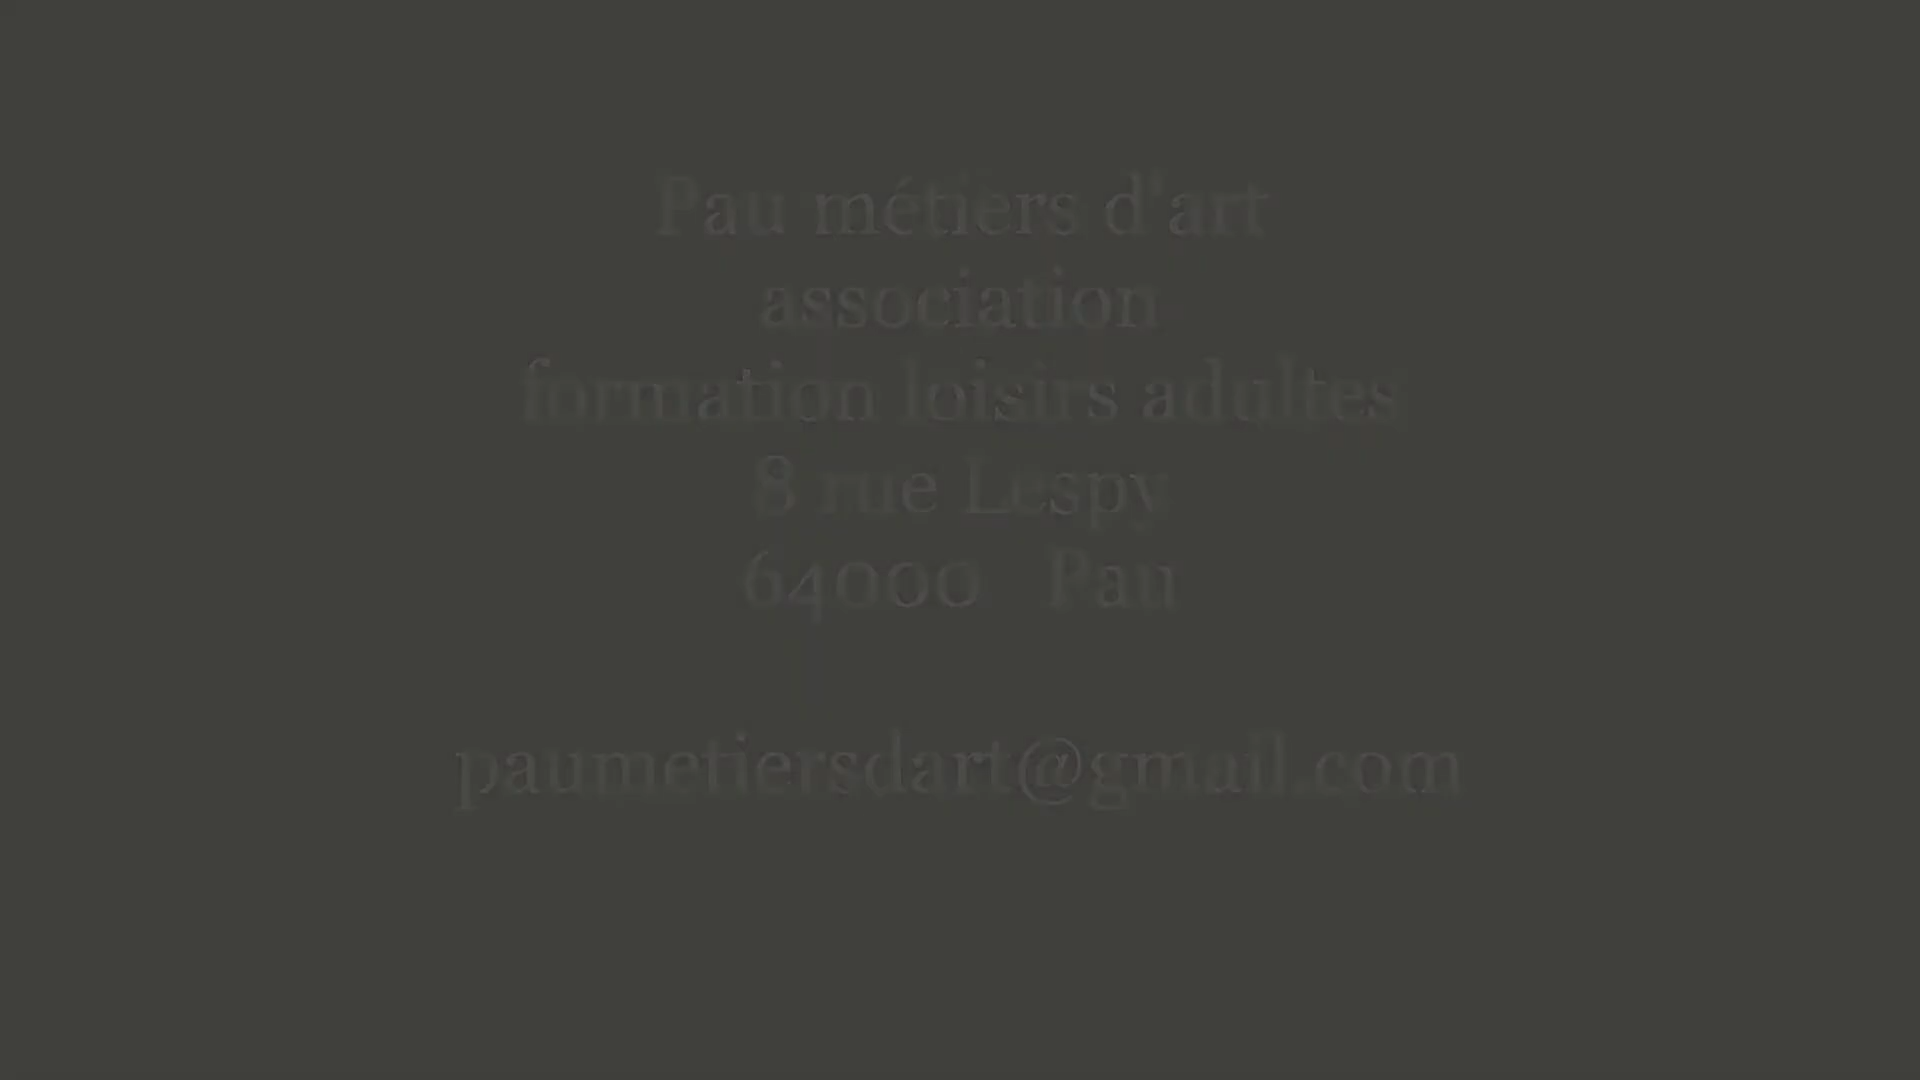 Pau métiers d'art
association
formation loisirs adultes
8 rue Lespy
64000 Pau
paumetiersdart@gmail.com